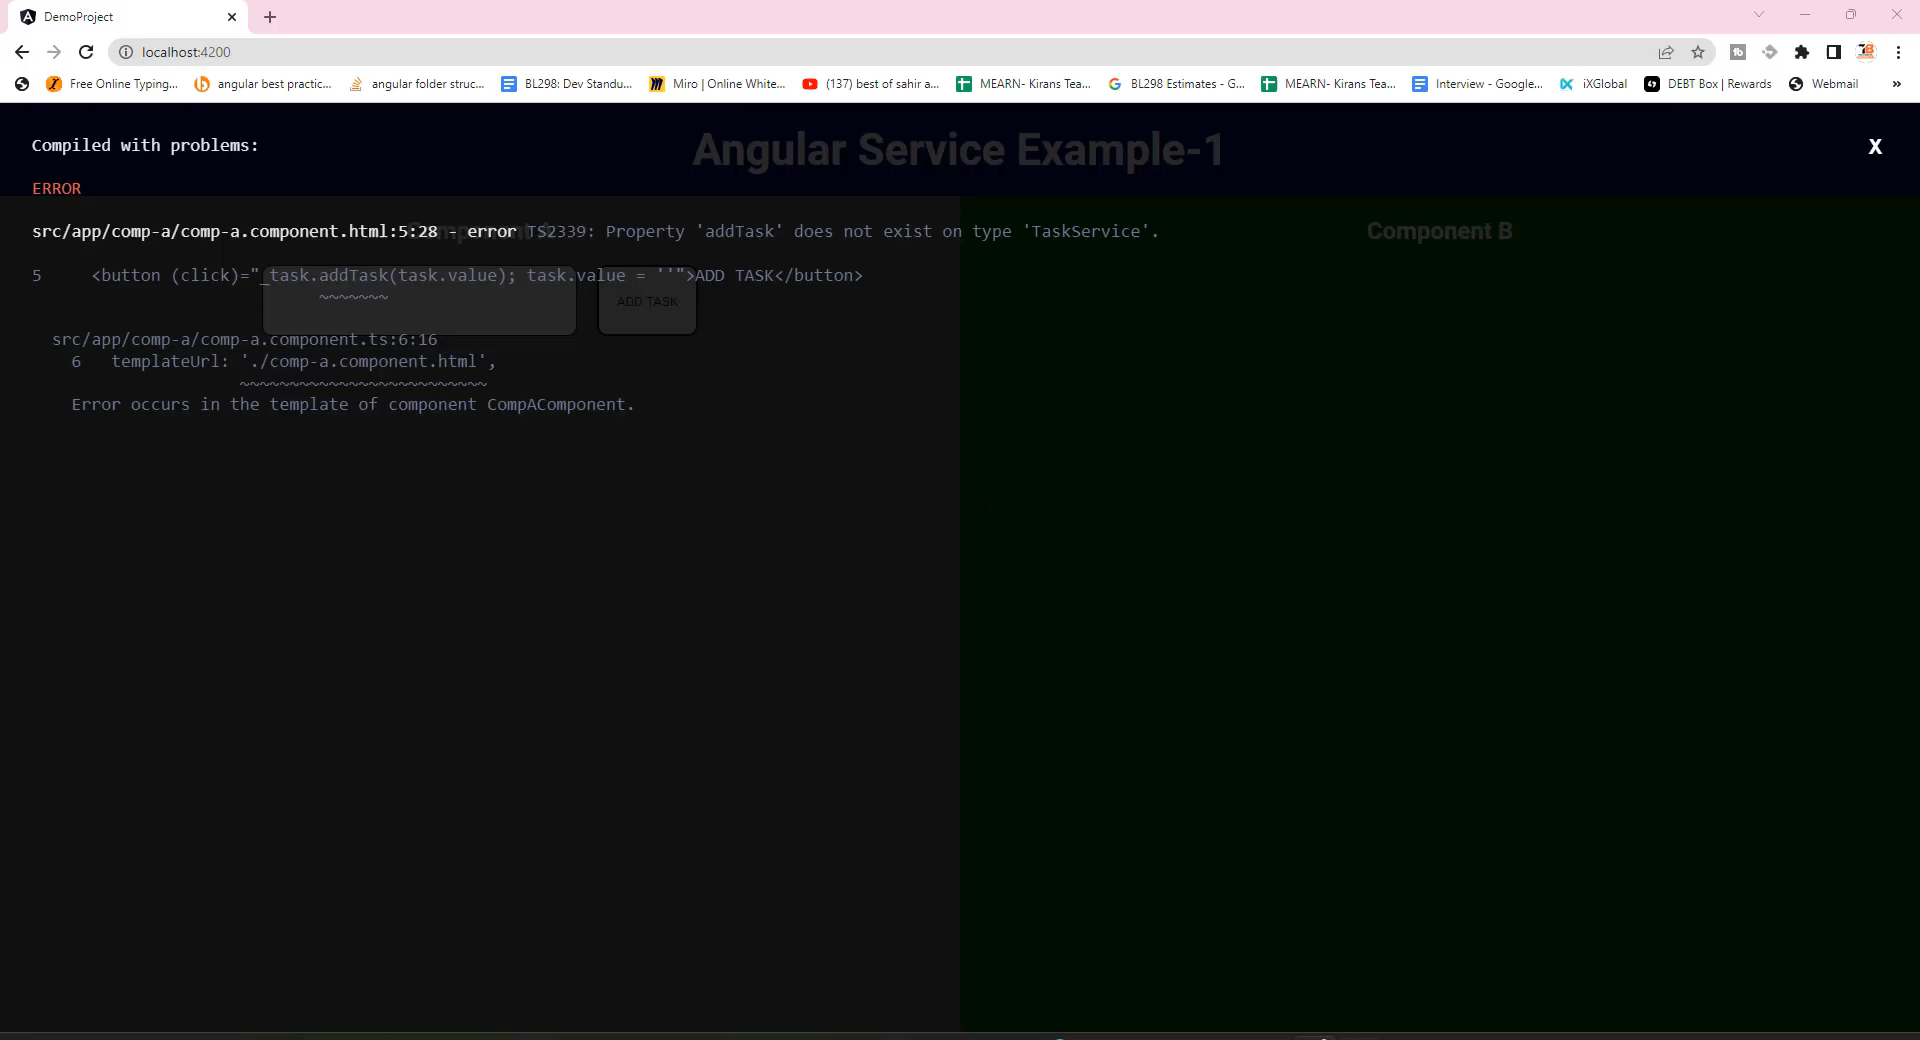 DemoProject
localhost:4200
Free Online Typing...
angular best practic...
angular folder struc...
BL298: Dev Standu...
Miro | Online White...
(137) best of sahir a...
MEARN- Kirans Tea...
BL298 Estimates - G...
MEARN- Kirans Tea...
Interview - Google...
iXGlobal
DEBT Box | Rewards
Webmail
»
Angular Service Example-1
Compiled with problems:
X
ERROR
Component A
Component B
src/app/comp-a/comp-a.component.html:5:28 - error TS2339: Property 'addTask' does not exist on type 'TaskService'.
5 <button (click)="_task.addTask(task.value); task.value = ''">ADD TASK</button>
~~~~~~~
ADD TASK
src/app/comp-a/comp-a.component.ts:6:16
6 templateUrl: './comp-a.component.html',
~~~~~~~~~~~~~~~~~~~~~~~~~
Error occurs in the template of component CompAComponent.